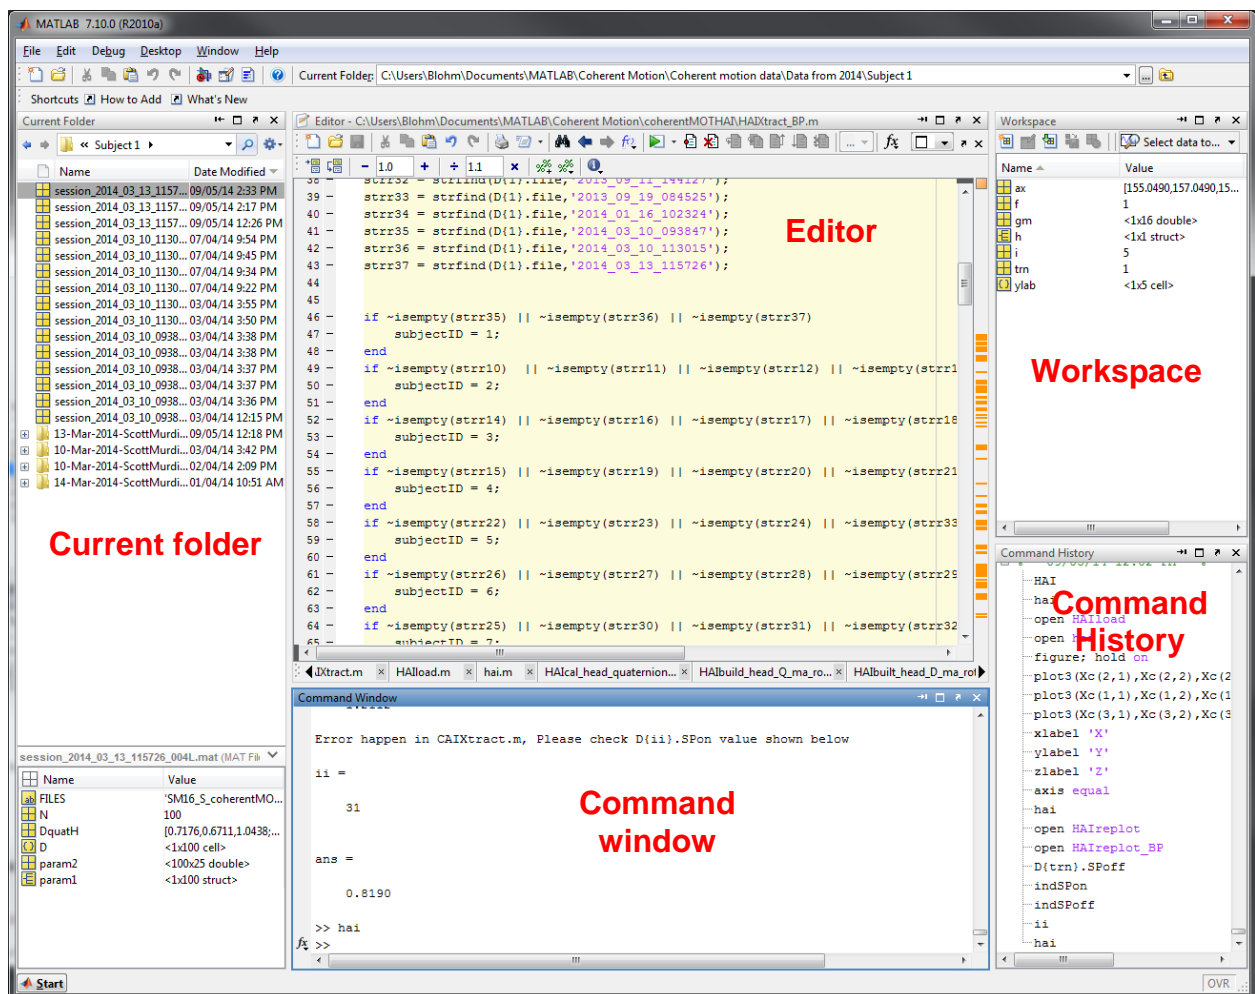 MATLAB 7.10.0 (R2010a)
File Edit Debug Desktop Window Help
Current Folder: C:\Users\Blohm\Documents\MATLAB\Coherent Motion\Coherent motion data\Data from 2014\Subject 1
Shortcuts How to Add What's New
Current Folder
« Subject 1
Name Date Modified
session_2014_03_13_1157... 09/05/14 2:33 PM
session_2014_03_13_1157... 09/05/14 2:17 PM
session_2014_03_13_1157... 09/05/14 12:26 PM
session_2014_03_10_1130... 07/04/14 9:54 PM
session_2014_03_10_1130... 07/04/14 9:45 PM
session_2014_03_10_1130... 07/04/14 9:34 PM
session_2014_03_10_1130... 07/04/14 9:22 PM
session_2014_03_10_1130... 03/04/14 3:55 PM
session_2014_03_10_1130... 03/04/14 3:50 PM
session_2014_03_10_0938... 03/04/14 3:38 PM
session_2014_03_10_0938... 03/04/14 3:38 PM
session_2014_03_10_0938... 03/04/14 3:37 PM
session_2014_03_10_0938... 03/04/14 3:37 PM
session_2014_03_10_0938... 03/04/14 3:36 PM
session_2014_03_10_0938... 03/04/14 12:15 PM
13-Mar-2014-ScottMurdi... 09/05/14 12:18 PM
10-Mar-2014-ScottMurdi... 03/04/14 3:42 PM
10-Mar-2014-ScottMurdi... 02/04/14 2:09 PM
14-Mar-2014-ScottMurdi... 01/04/14 10:51 AM
Current folder
session_2014_03_13_115726_004L.mat (MAT Fil
Name Value
FILES 'SM16_S_coherentMO...
N 100
DquatH [0.7176,0.6711,1.0438;...
D <1x100 cell>
param2 <100x25 double>
param1 <1x100 struct>
Editor - C:\Users\Blohm\Documents\MATLAB\Coherent Motion\coherentMOTHAI\HAIXtract_BP.m
− 1.0 + ÷ 1.1 ×
38 − strr32 = strfind(D{1}.file,'2013_09_11_144127');
39 − strr33 = strfind(D{1}.file,'2013_09_19_084525');
40 − strr34 = strfind(D{1}.file,'2014_01_16_102324');
41 − strr35 = strfind(D{1}.file,'2014_03_10_093847');
42 − strr36 = strfind(D{1}.file,'2014_03_10_113015');
43 − strr37 = strfind(D{1}.file,'2014_03_13_115726');
44
45
46 − if ~isempty(strr35) || ~isempty(strr36) || ~isempty(strr37)
47 − subjectID = 1;
48 − end
49 − if ~isempty(strr10) || ~isempty(strr11) || ~isempty(strr12) || ~isempty(strr1
50 − subjectID = 2;
51 − end
52 − if ~isempty(strr14) || ~isempty(strr16) || ~isempty(strr17) || ~isempty(strr18
53 − subjectID = 3;
54 − end
55 − if ~isempty(strr15) || ~isempty(strr19) || ~isempty(strr20) || ~isempty(strr21
56 − subjectID = 4;
57 − end
58 − if ~isempty(strr22) || ~isempty(strr23) || ~isempty(strr24) || ~isempty(strr33
59 − subjectID = 5;
60 − end
61 − if ~isempty(strr26) || ~isempty(strr27) || ~isempty(strr28) || ~isempty(strr29
62 − subjectID = 6;
63 − end
64 − if ~isempty(strr25) || ~isempty(strr30) || ~isempty(strr31) || ~isempty(strr32
65 − subjectID = 7;
Editor
IXtract.m × HAIload.m × hai.m × HAIcal_head_quaternion... × HAIbuild_head_Q_ma_ro... × HAIbuilt_head_D_ma_rot
Command Window
Error happen in CAIXtract.m, Please check D{ii}.SPon value shown below
ii =
31
ans =
0.8190
>> hai
fx >>
Command
window
Workspace
Select data to...
Name Value
ax [155.0490,157.0490,15...
f 1
gm <1x16 double>
h <1x1 struct>
i 5
trn 1
ylab <1x5 cell>
Workspace
Command History
HAI
hai
open HAIload
open
figure; hold on
plot3(Xc(2,1),Xc(2,2),Xc(2
plot3(Xc(1,1),Xc(1,2),Xc(1
plot3(Xc(3,1),Xc(3,2),Xc(3
xlabel 'X'
ylabel 'Y'
zlabel 'Z'
axis equal
hai
open HAIreplot
open HAIreplot_BP
D{trn}.SPoff
indSPon
indSPoff
ii
hai
Command
History
Start
OVR